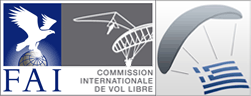 FAI
COMMISSION
INTERNATIONALE
DE VOL LIBRE